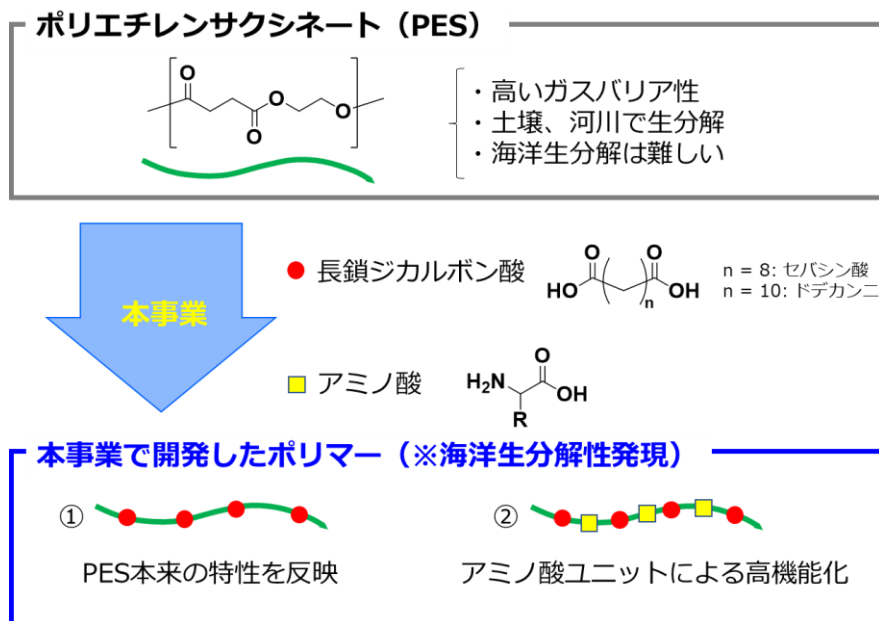 ポリエチレンサクシネート（PES）
O
O
O
O
・高いガスバリア性
・土壌、河川で生分解
・海洋生分解は難しい
本事業
長鎖ジカルボン酸
O
O
HO
OH
n
n = 8: セバシン酸
n = 10: ドデカン二
アミノ酸
O
H2N
OH
R
本事業で開発したポリマー（※海洋生分解性発現）
①
②
PES本来の特性を反映
アミノ酸ユニットによる高機能化